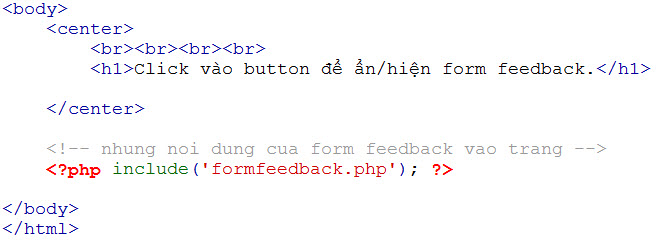 <body>
<center>
<br><br><br><br>
<h1>Click vào button để ẩn/hiện form feedback.</h1>
</center>
<!-- nhung noi dung cua form feedback vao trang -->
<?php include('formfeedback.php'); ?>
</body>
</html>